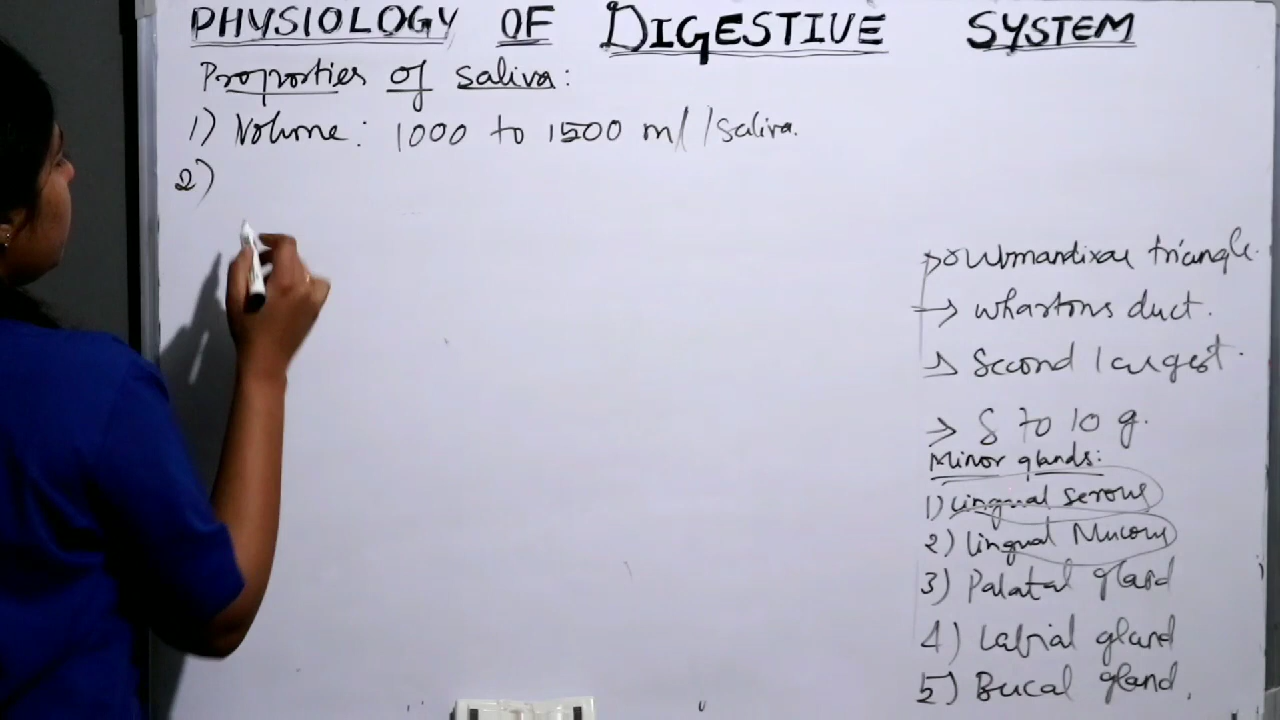 PHYSIOLOGY OF DIGESTIVE SYSTEM
Properties of saliva:
1) Volume: 1000 to 1500 ml /saliva.
2)
triangle.
→ whartons duct.
→ Second largest.
→ 8 to 10 g.
Minor glands:
1) Lingual serous
2) Lingual Mucous
3) Palatal gland
4) Labial gland
5) Bucal gland.